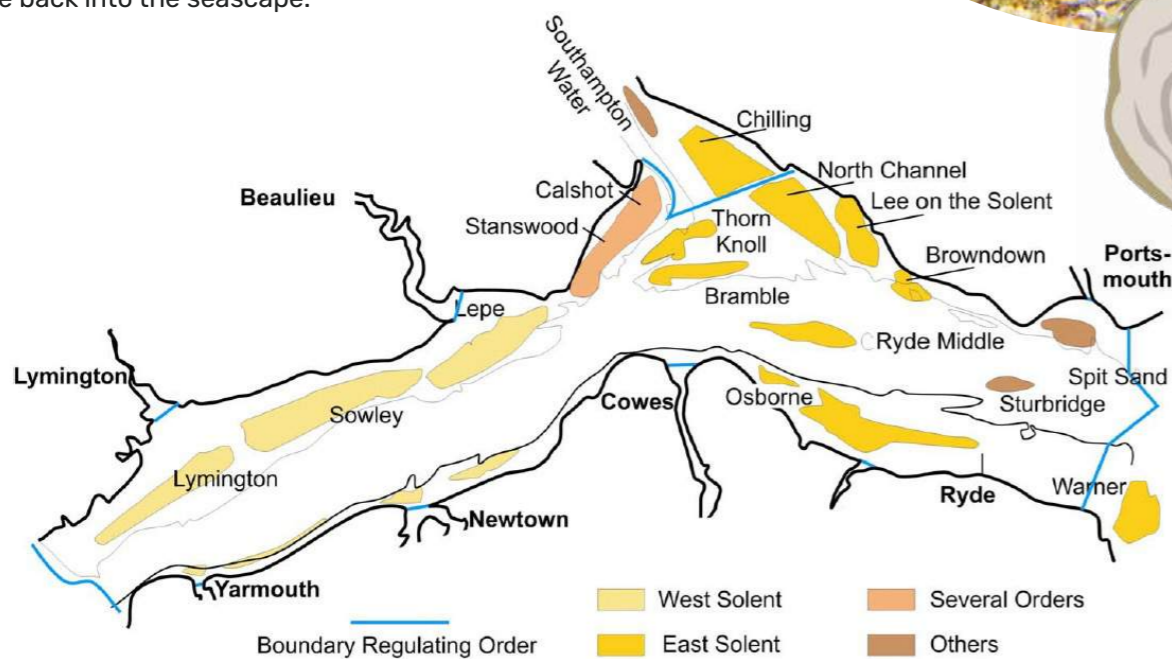 back into the seascape.
Southampton
Water
Chilling
North Channel
Calshot
Lee on the Solent
Beaulieu
Stanswood
Thorn
Knoll
Browndown
Ports-
mouth
Bramble
Lepe
Ryde Middle
Lymington
Spit Sand
Sowley
Cowes
Osborne
Sturbridge
Lymington
Ryde
Warner
Newtown
Yarmouth
West Solent
Several Orders
Boundary Regulating Order
East Solent
Others